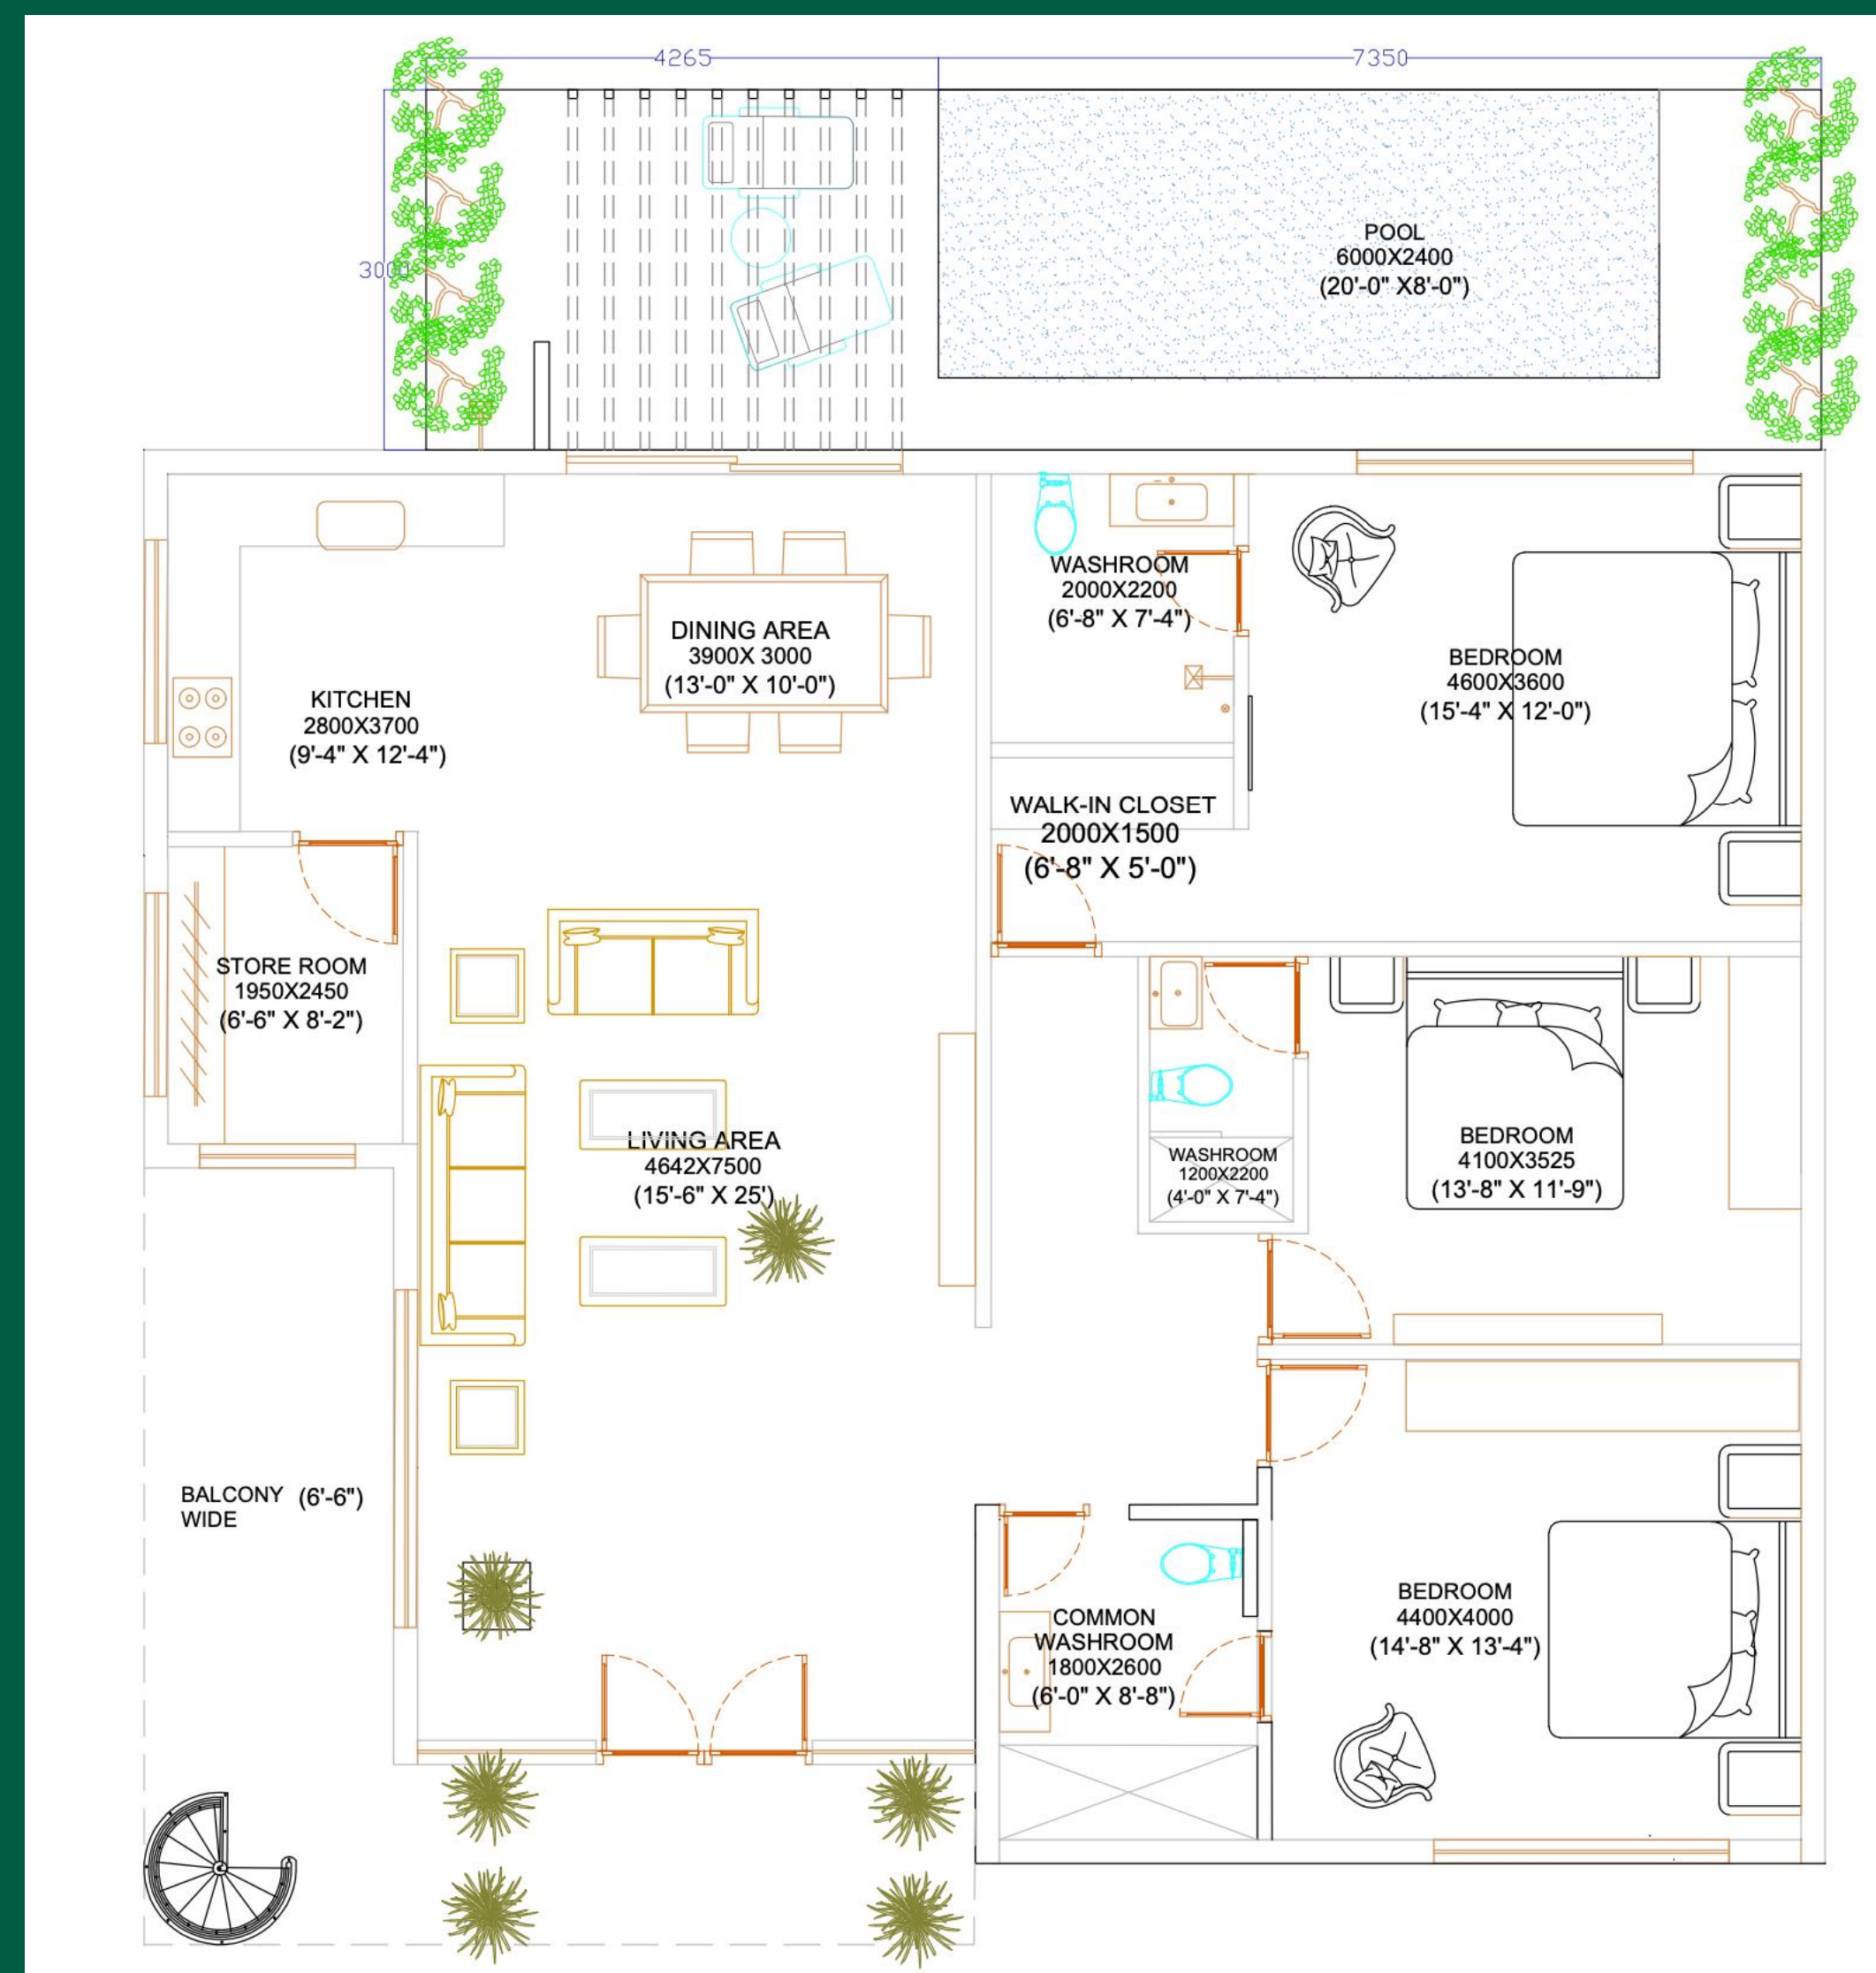 4265
7350
3000
POOL
6000X2400
(20'-0" X8'-0")
WASHROOM
2000X2200
(6'-8" X 7'-4")
DINING AREA
3900X 3000
(13'-0" X 10'-0")
BEDROOM
4600X3600
(15'-4" X 12'-0")
KITCHEN
2800X3700
(9'-4" X 12'-4")
WALK-IN CLOSET
2000X1500
(6'-8" X 5'-0")
STORE ROOM
1950X2450
(6'-6" X 8'-2")
LIVING AREA
4642X7500
(15'-6" X 25')
WASHROOM
1200X2200
(4'-0" X 7'-4")
BEDROOM
4100X3525
(13'-8" X 11'-9")
BALCONY (6'-6")
WIDE
COMMON
WASHROOM
1800X2600
(6'-0" X 8'-8")
BEDROOM
4400X4000
(14'-8" X 13'-4")